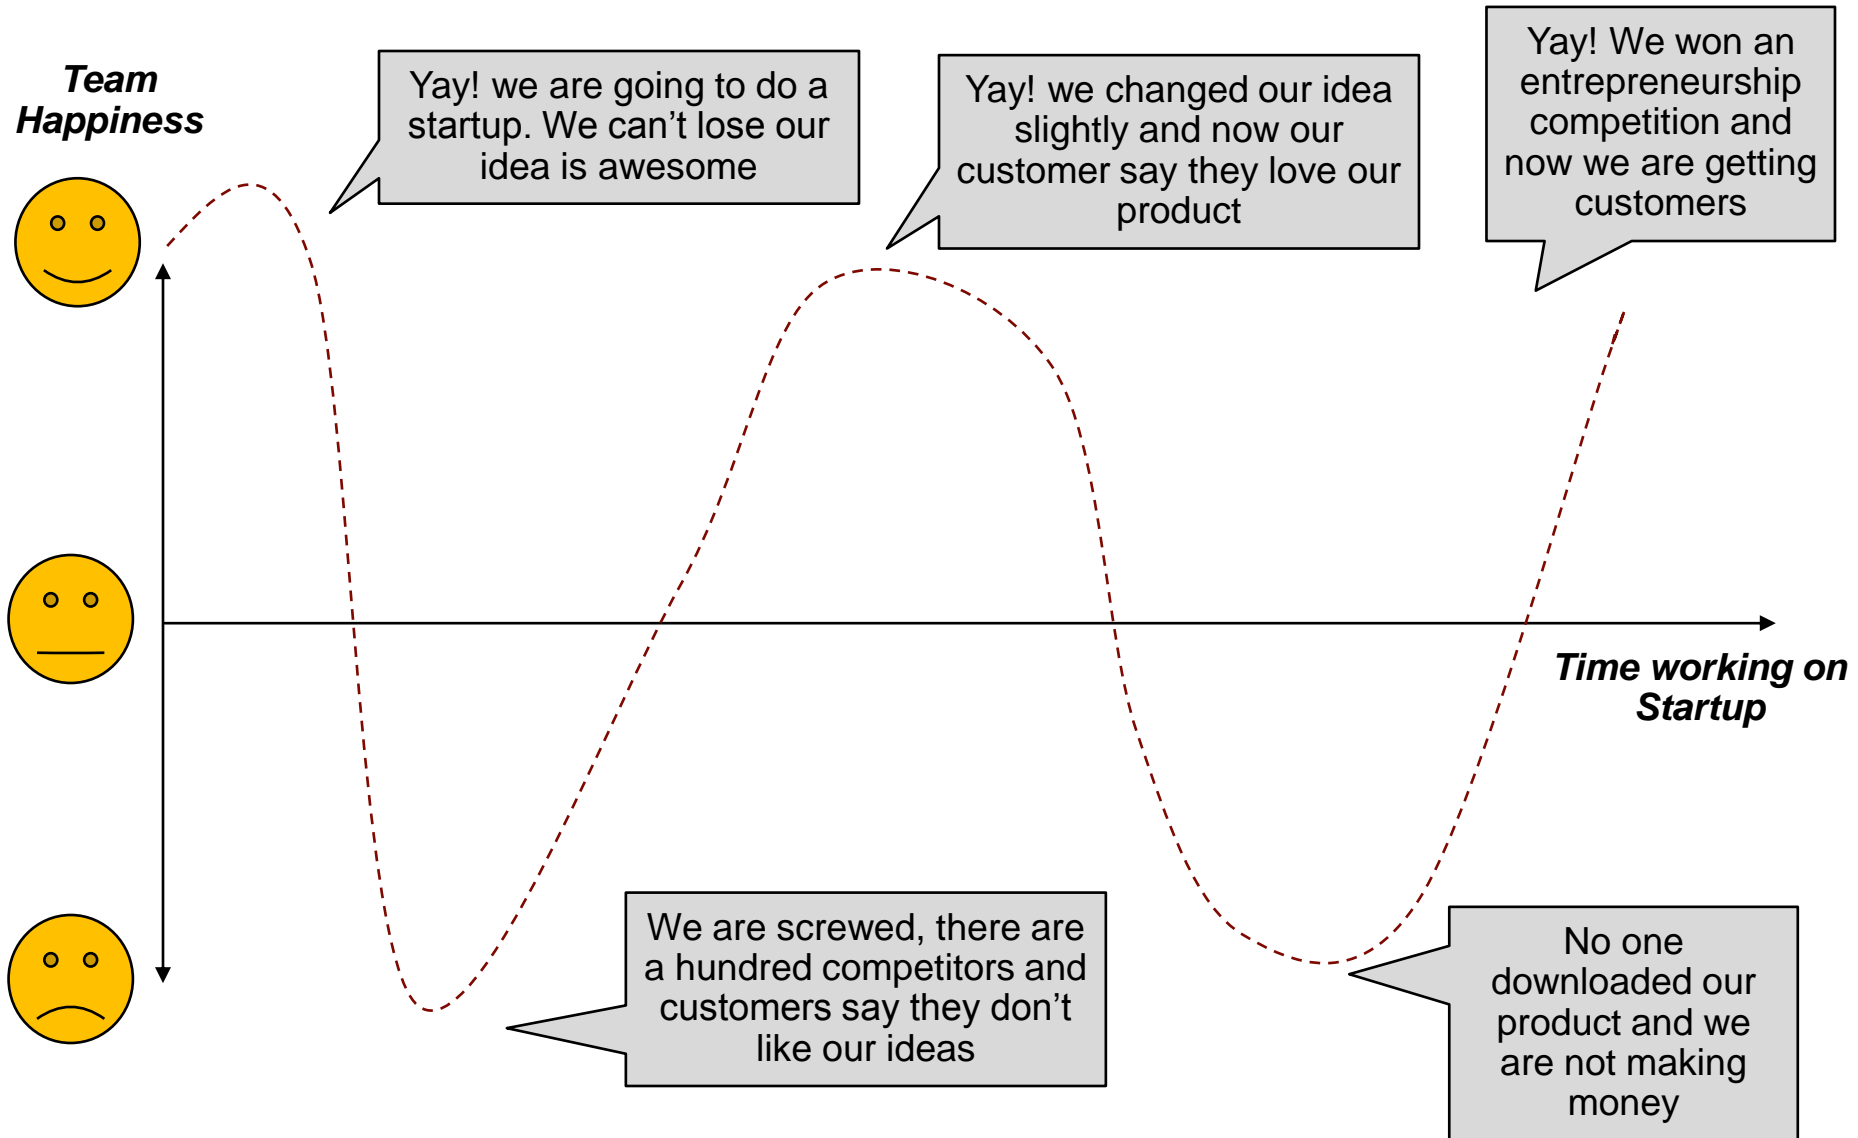 Team
Happiness
Yay! we are going to do a
startup. We can’t lose our
idea is awesome
Yay! we changed our idea
slightly and now our
customer say they love our
product
Yay! We won an
entrepreneurship
competition and
now we are getting
customers
Time working on
Startup
We are screwed, there are
a hundred competitors and
customers say they don’t
like our ideas
No one
downloaded our
product and we
are not making
money